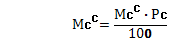 Mc^c = (Mc^c · Pc) / 100